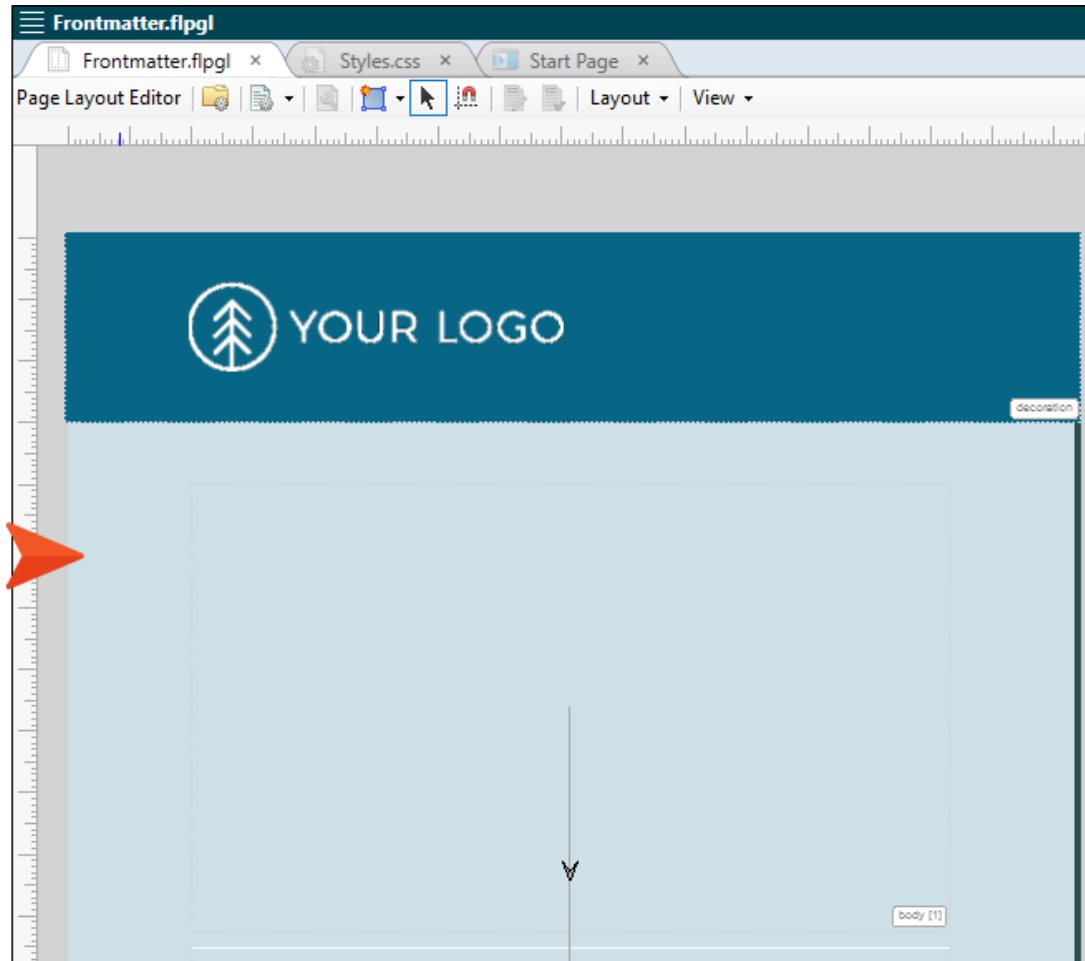 Frontmatter.flpgl
Frontmatter.flpgl × Styles.css × Start Page ×
Page Layout Editor Layout View
YOUR LOGO
decoration
body [1]